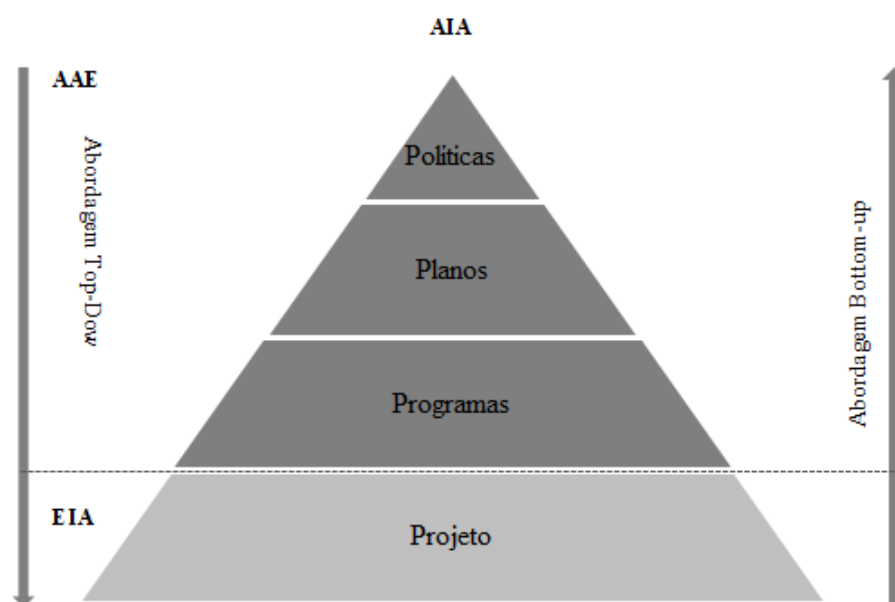 AIA
AAE
Abordagem Top-Dow
Políticas
Planos
Programas
Abordagem Bottom-up
EIA
Projeto